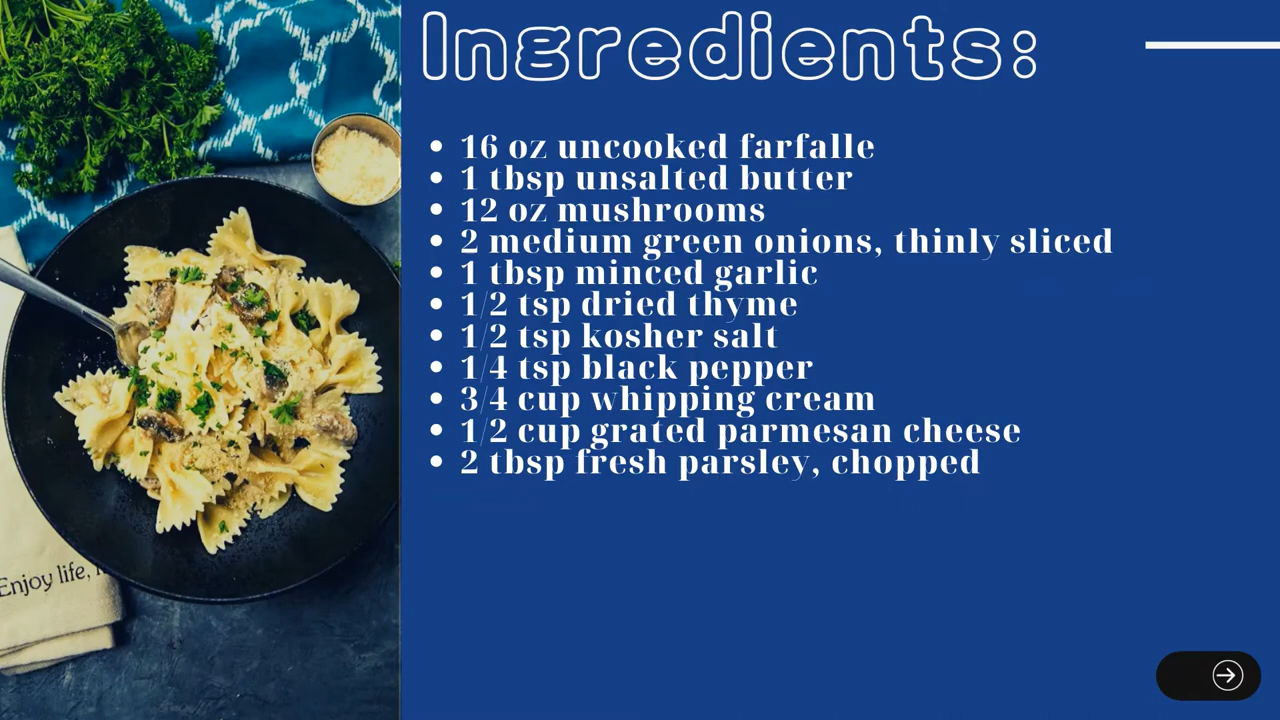 Ingredients:
16 oz uncooked farfalle
1 tbsp unsalted butter
12 oz mushrooms
2 medium green onions, thinly sliced
1 tbsp minced garlic
1/2 tsp dried thyme
1/2 tsp kosher salt
1/4 tsp black pepper
3/4 cup whipping cream
1/2 cup grated parmesan cheese
2 tbsp fresh parsley, chopped
Enjoy life,